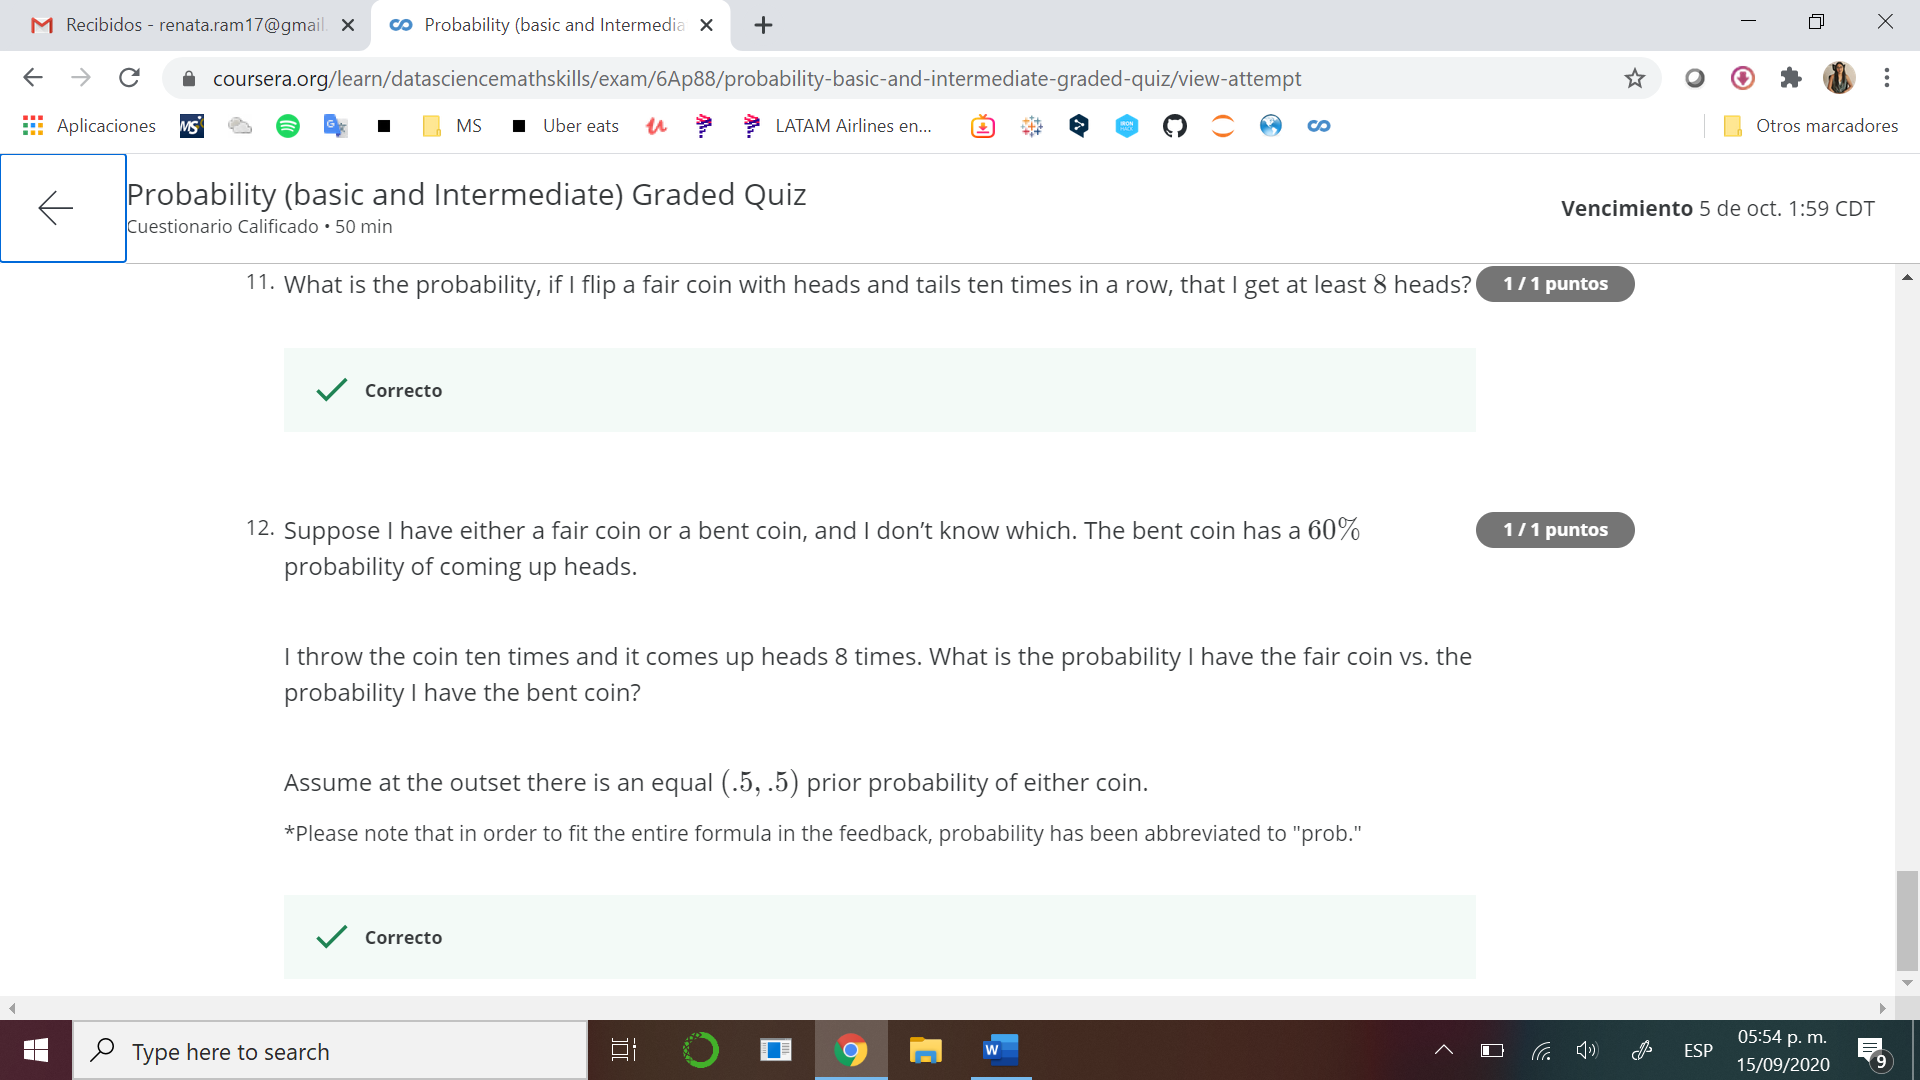 Recibidos - renata.ram17@gmail.
Probability (basic and Intermedia
coursera.org/learn/datasciencemathskills/exam/6Ap88/probability-basic-and-intermediate-graded-quiz/view-attempt
Aplicaciones
MS
MS
Uber eats
LATAM Airlines en...
IRON HACK
Otros marcadores
Probability (basic and Intermediate) Graded Quiz
Cuestionario Calificado • 50 min
Vencimiento 5 de oct. 1:59 CDT
11. What is the probability, if I flip a fair coin with heads and tails ten times in a row, that I get at least 8 heads?
1 / 1 puntos
Correcto
12. Suppose I have either a fair coin or a bent coin, and I don’t know which. The bent coin has a 60%
1 / 1 puntos
probability of coming up heads.
I throw the coin ten times and it comes up heads 8 times. What is the probability I have the fair coin vs. the
probability I have the bent coin?
Assume at the outset there is an equal (.5, .5) prior probability of either coin.
*Please note that in order to fit the entire formula in the feedback, probability has been abbreviated to "prob."
Correcto
Type here to search
W
ESP
05:54 p. m.
15/09/2020
9